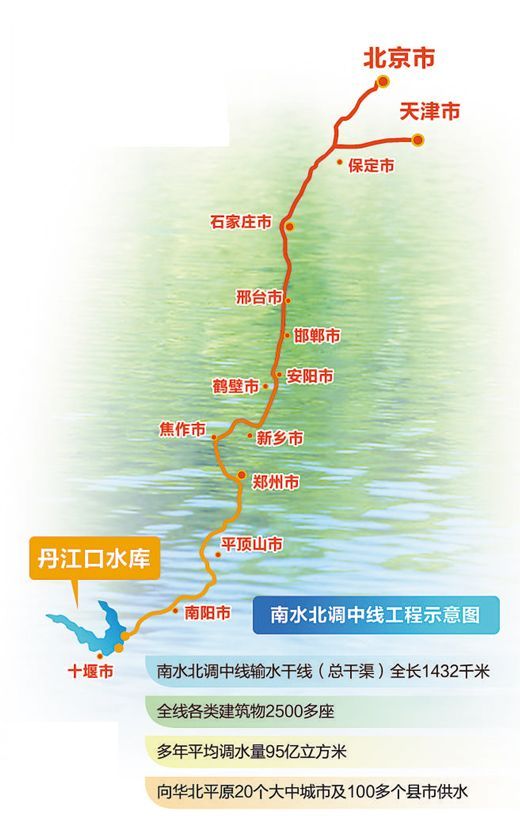 北京市
天津市
保定市
石家庄市
邢台市
邯郸市
安阳市
鹤壁市
焦作市
新乡市
郑州市
平顶山市
丹江口水库
南阳市
南水北调中线工程示意图
十堰市
南水北调中线输水干线（总干渠）全长1432千米
全线各类建筑物2500多座
多年平均调水量95亿立方米
向华北平原20个大中城市及100多个县市供水